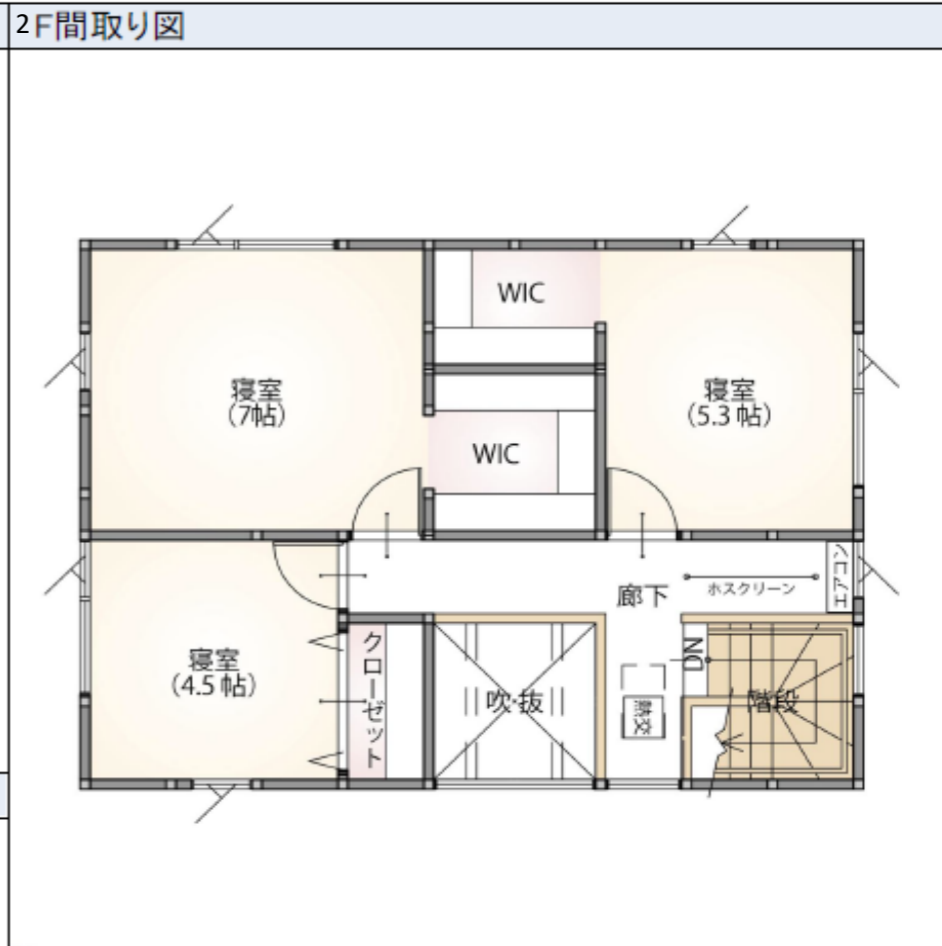 2F間取り図
WIC
寝室
(7帖)
寝室
(5.3 帖)
WIC
エアコン
廊下
ホスクリーン
DN
クローゼット
寝室
(4.5 帖)
吹・抜
熱交
階段